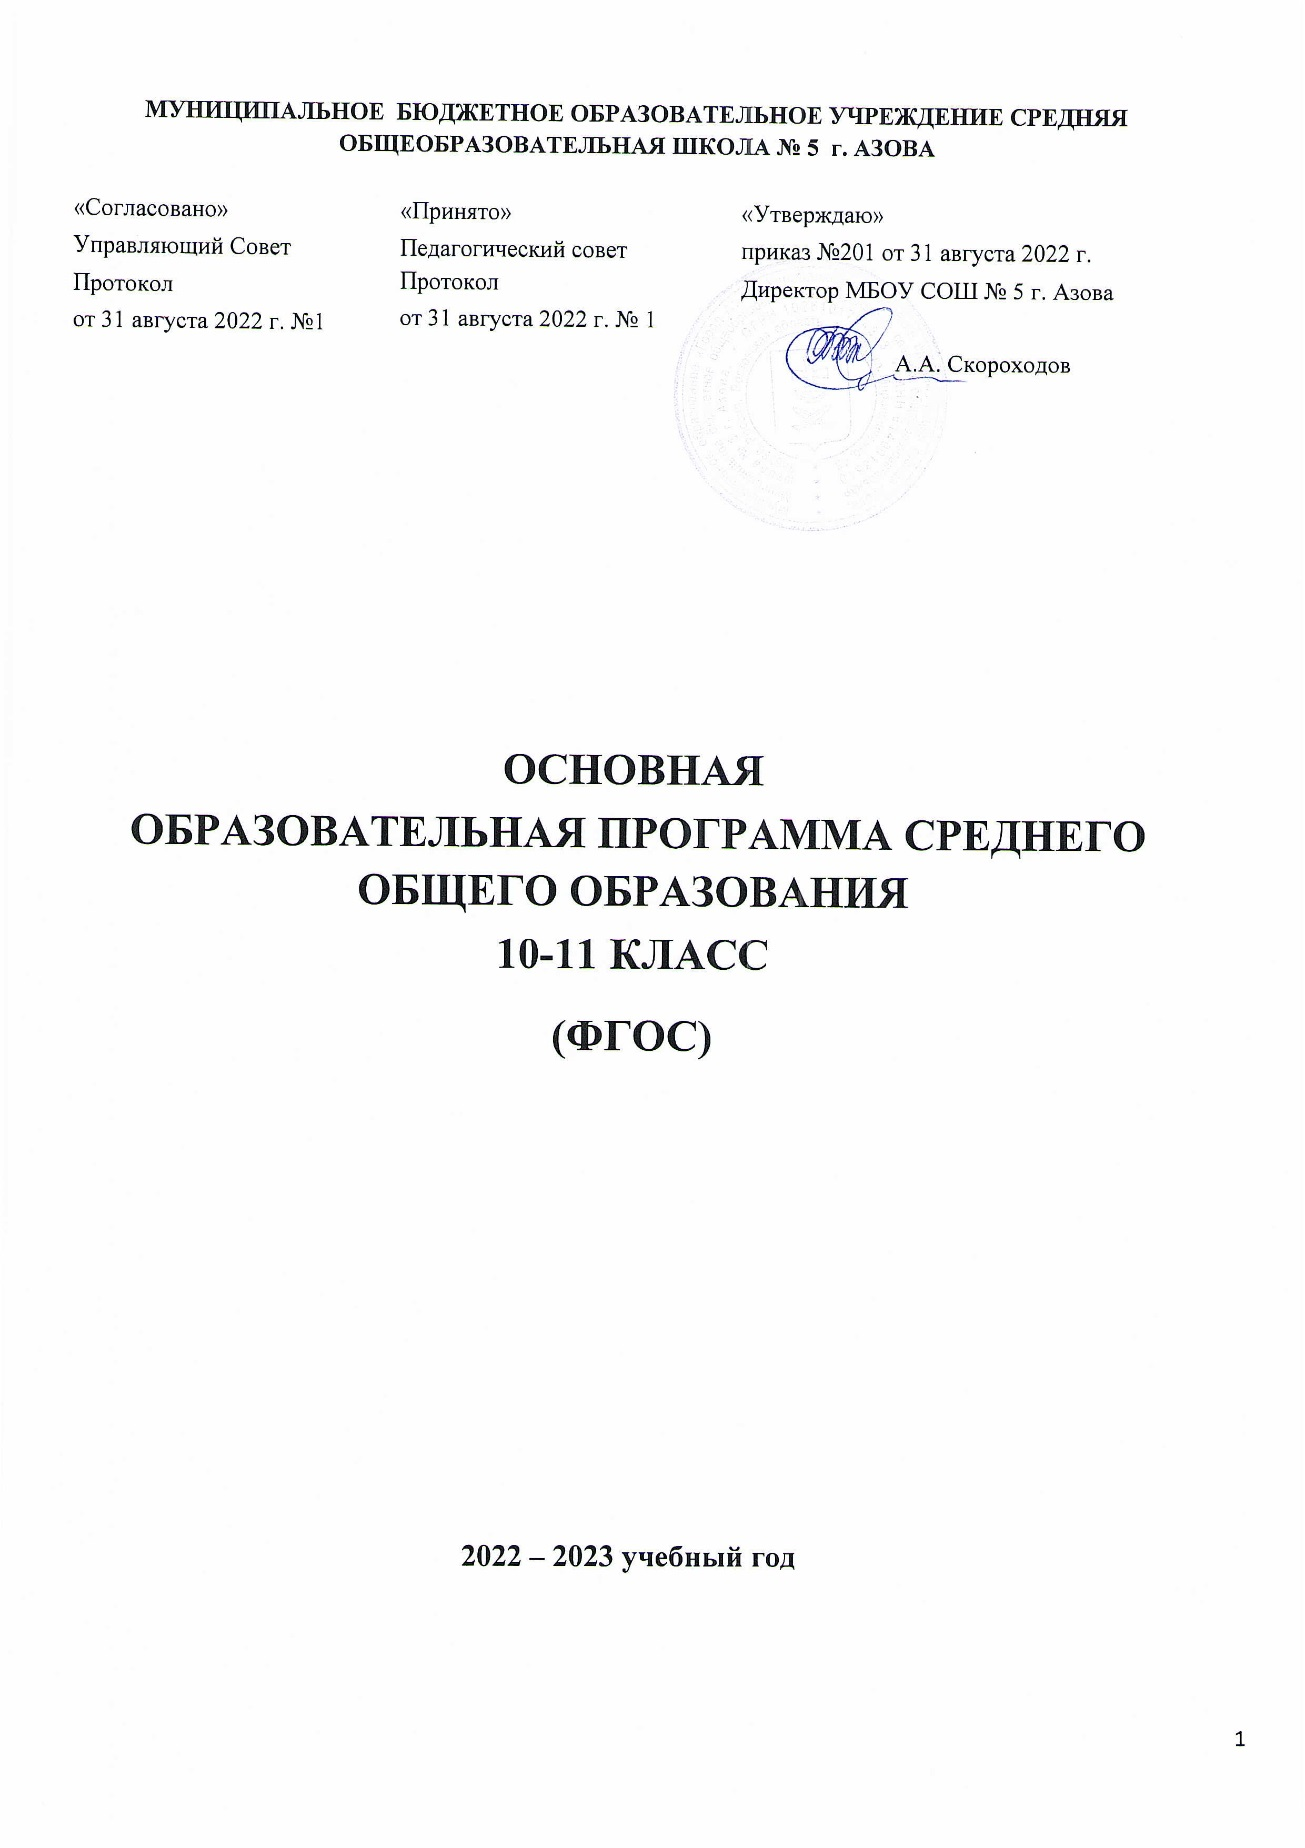 МУНИЦИПАЛЬНОЕ БЮДЖЕТНОЕ ОБРАЗОВАТЕЛЬНОЕ УЧРЕЖДЕНИЕ СРЕДНЯЯ
ОБЩЕОБРАЗОВАТЕЛЬНАЯ ШКОЛА № 5 г. АЗОВА
«Согласовано»
Управляющий Совет
Протокол
от 31 августа 2022 г. №1
«Принято»
Педагогический совет
Протокол
от 31 августа 2022 г. № 1
«Утверждаю»
приказ №201 от 31 августа 2022 г.
Директор МБОУ СОШ № 5 г. Азова
А.А. Скороходов
ОСНОВНАЯ
ОБРАЗОВАТЕЛЬНАЯ ПРОГРАММА СРЕДНЕГО
ОБЩЕГО ОБРАЗОВАНИЯ
10-11 КЛАСС
(ФГОС)
2022 – 2023 учебный год
1